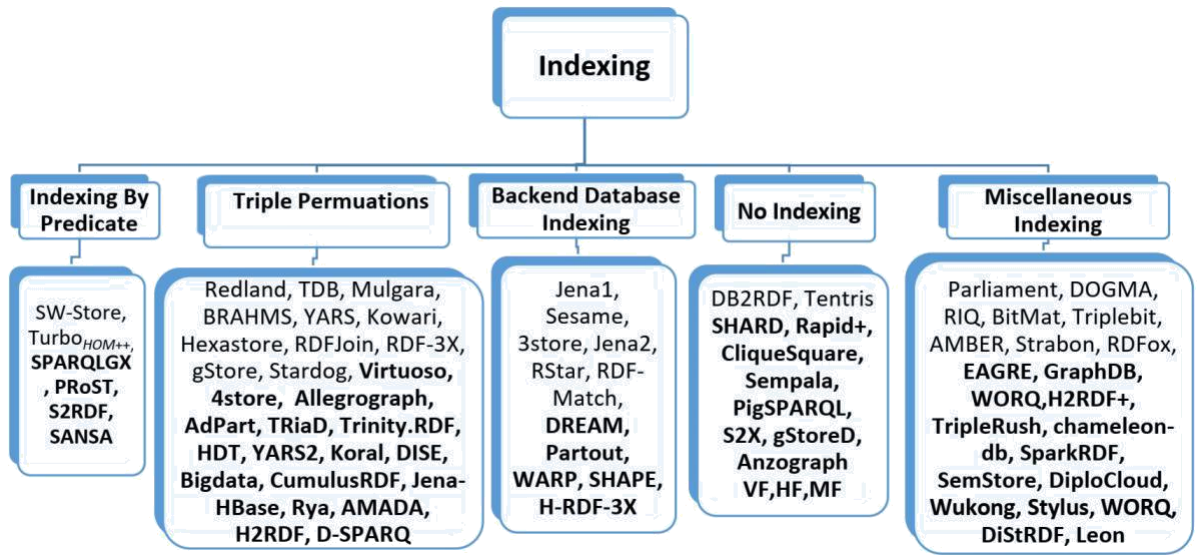 Indexing
Indexing By
Predicate
SW-Store,
TurboHOM++,
SPARQLGX
, PRoST,
S2RDF,
SANSA
Triple Permuations
Redland, TDB, Mulgara,
BRAHMS, YARS, Kowari,
Hexastore, RDFJoin, RDF-3X,
gStore, Stardog, Virtuoso,
4store, Allegrograph,
AdPart, TRiaD, Trinity.RDF,
HDT, YARS2, Koral, DISE,
Bigdata, CumulusRDF, Jena-
HBase, Rya, AMADA,
H2RDF, D-SPARQ
Backend Database
Indexing
Jena1,
Sesame,
3store, Jena2,
RStar, RDF-
Match,
DREAM,
Partout,
WARP, SHAPE,
H-RDF-3X
No Indexing
DB2RDF, Tentris
SHARD, Rapid+,
CliqueSquare,
Sempala,
PigSPARQL,
S2X, gStoreD,
Anzograph
VF,HF,MF
Miscellaneous
Indexing
Parliament, DOGMA,
RIQ, BitMat, Triplebit,
AMBER, Strabon, RDFox,
EAGRE, GraphDB,
WORQ,H2RDF+,
TripleRush, chameleon-
db, SparkRDF,
SemStore, DiploCloud,
Wukong, Stylus, WORQ,
DiStRDF, Leon